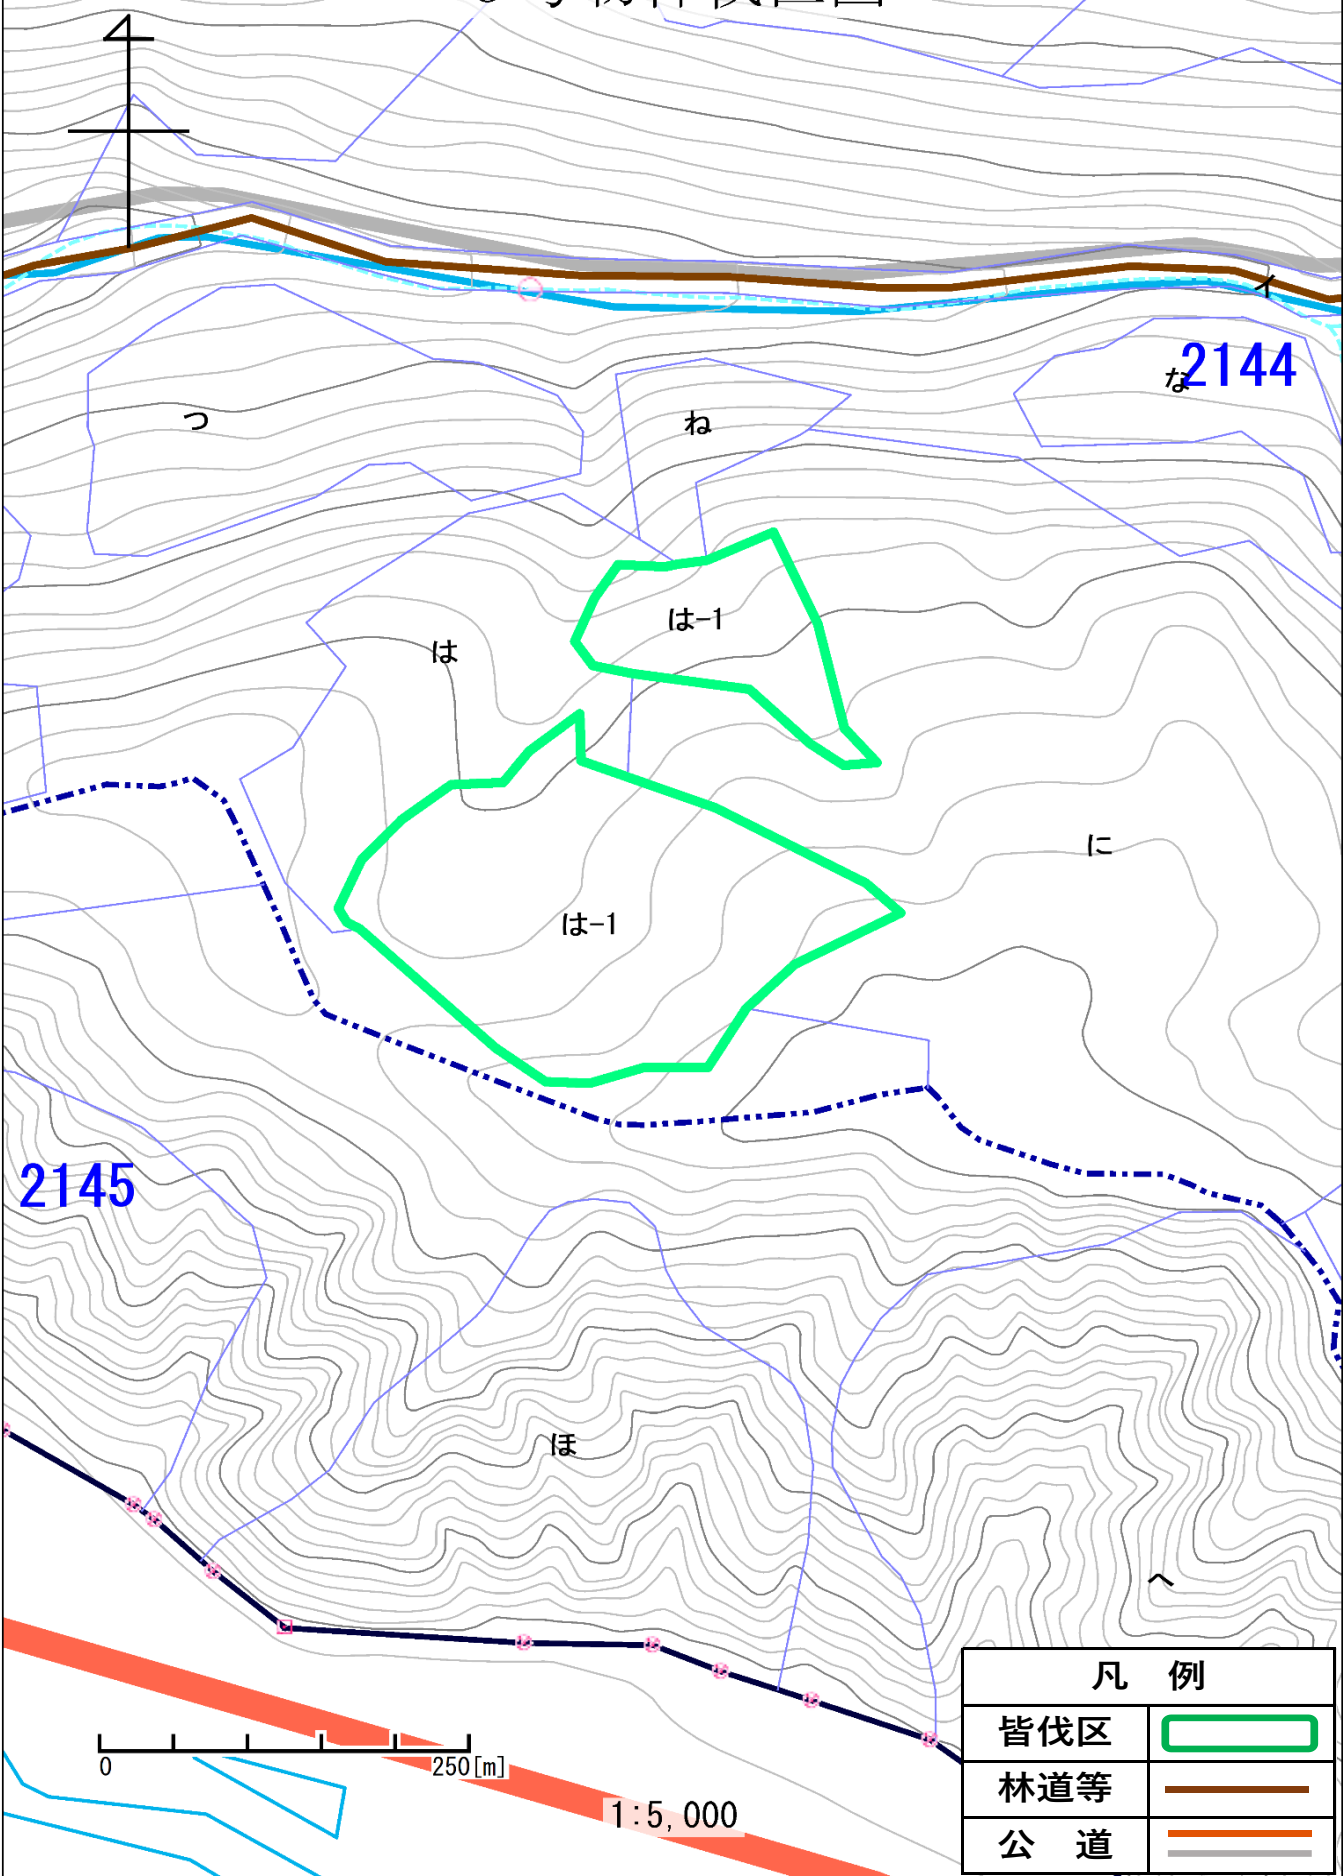 イ
2144
な
つ
ね
は-1
は
に
は-1
2145
ほ
へ
凡 例
皆伐区
林道等
公 道
0
250[m]
1:5,000